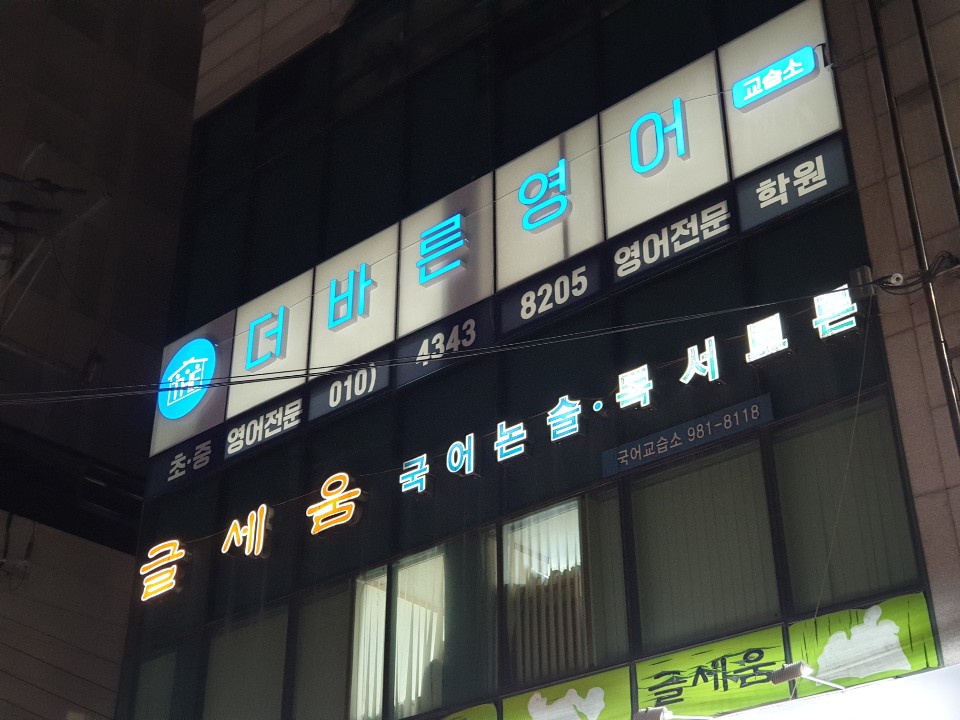 더바른영어 교습소
초·중 영어전문 010) 4343 8205 영어전문 학원
글세움 국어논술·독서토론
국어교습소 981-8118
글세움